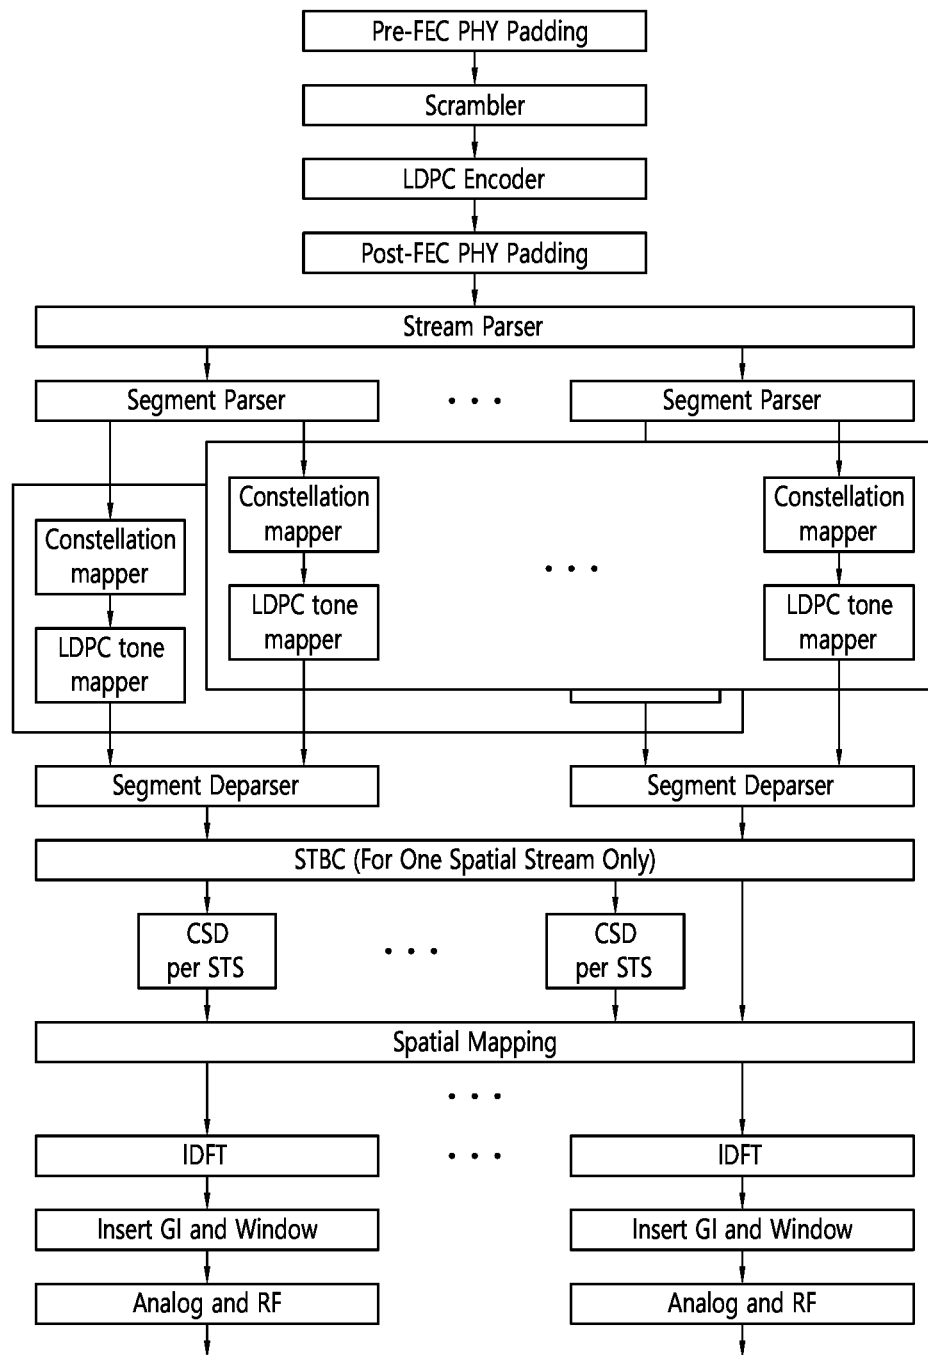 Pre-FEC PHY Padding
Scrambler
LDPC Encoder
Post-FEC PHY Padding
Stream Parser
Segment Parser
• • •
Segment Parser
Constellation
mapper
LDPC tone
mapper
Constellation
mapper
LDPC tone
mapper
• • •
Constellation
mapper
LDPC tone
mapper
Segment Deparser
Segment Deparser
STBC (For One Spatial Stream Only)
CSD
per STS
• • •
CSD
per STS
Spatial Mapping
• • •
IDFT
• • •
IDFT
Insert GI and Window
Insert GI and Window
Analog and RF
Analog and RF